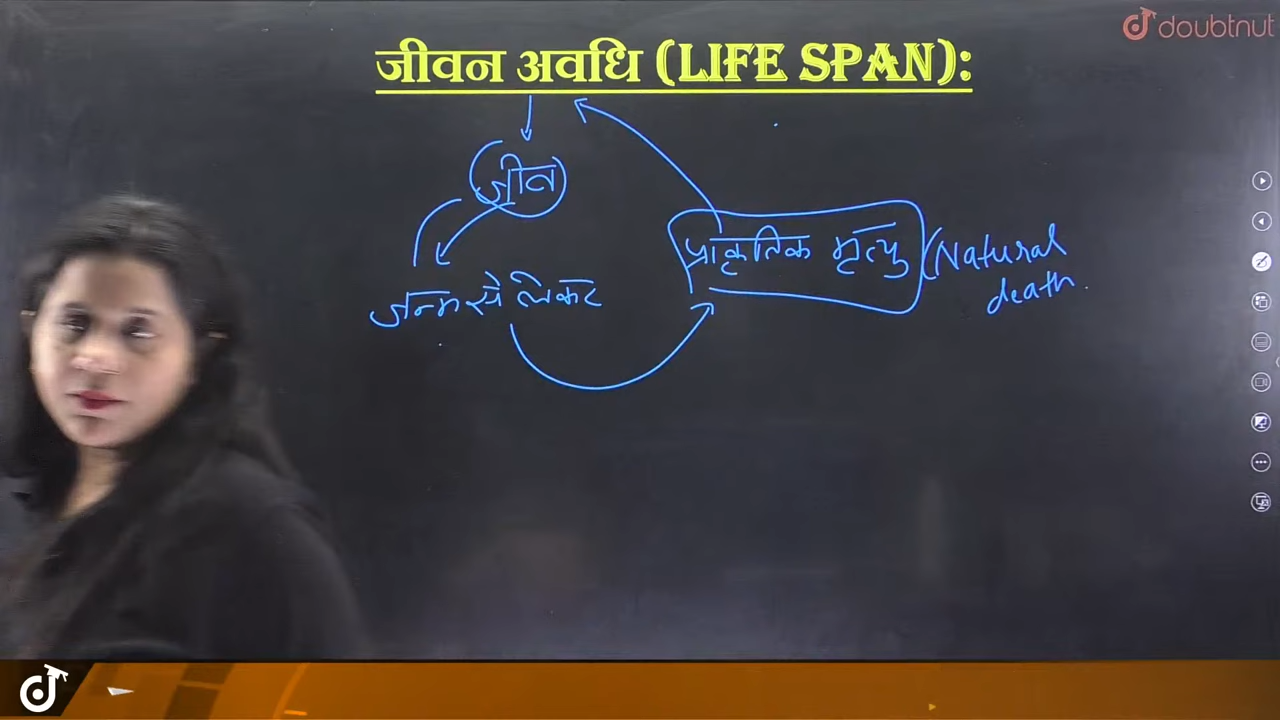 doubtnut
जीवन अवधि (LIFE SPAN):
जीव
प्राकृतिक मृत्यु (Natural
death.
जन्म से लेकर